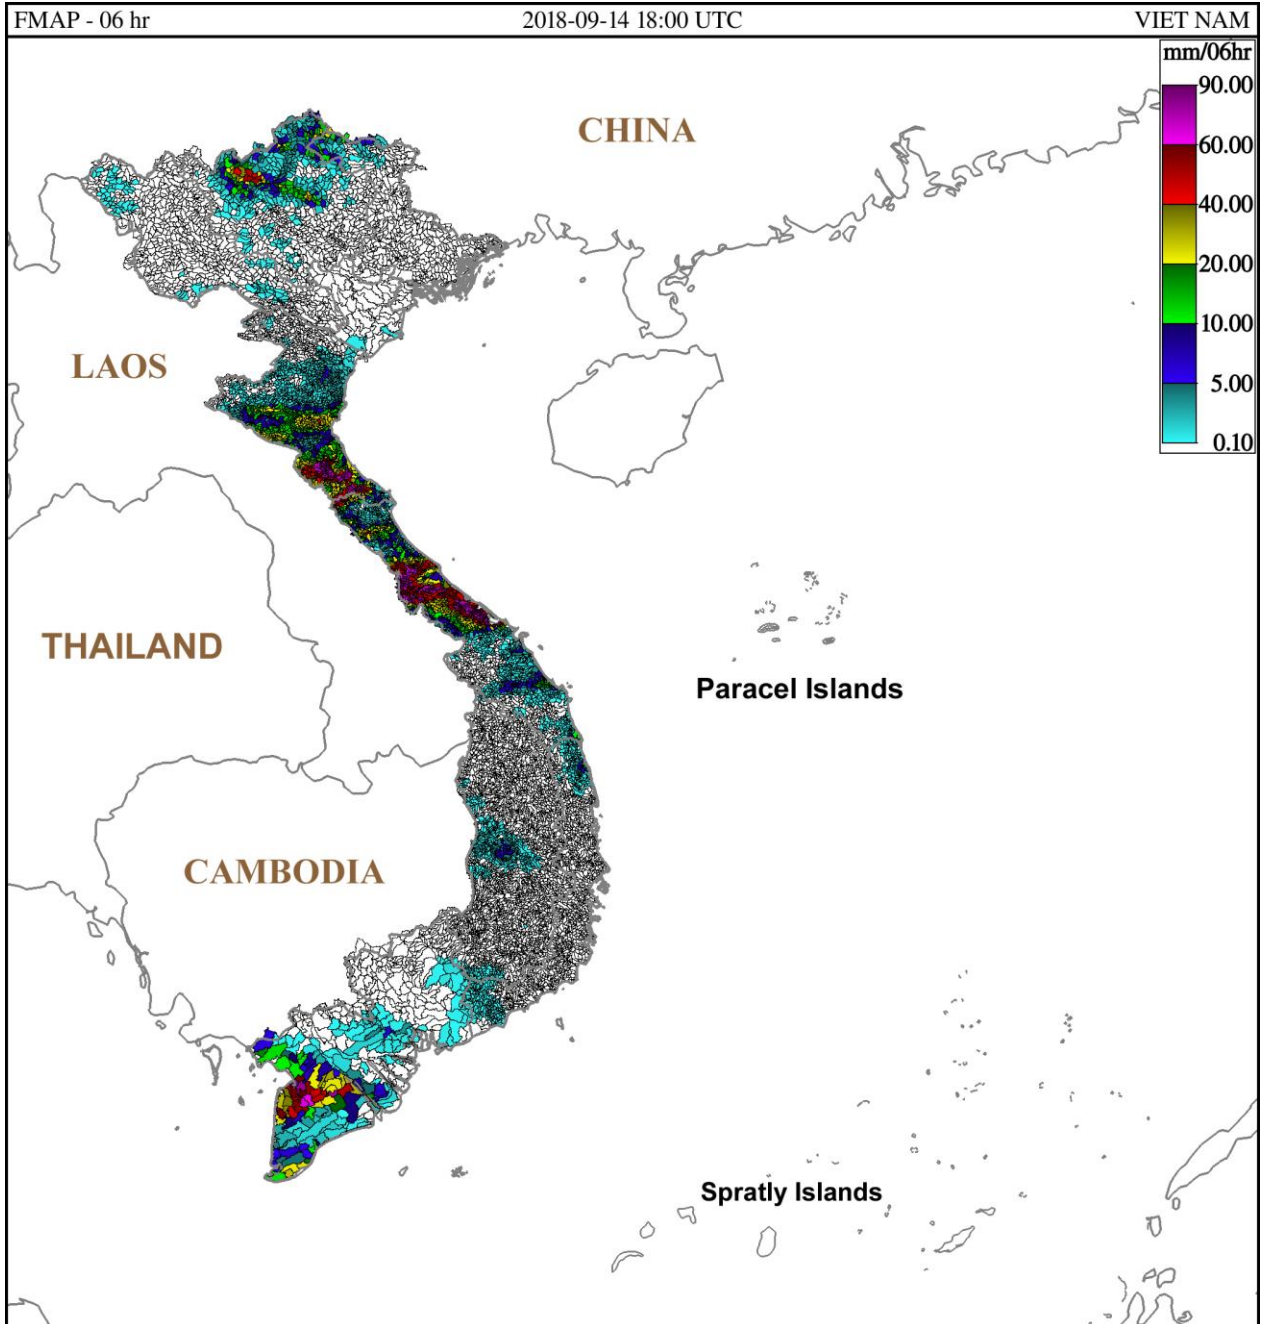 FMAP - 06 hr
2018-09-14 18:00 UTC
VIET NAM
mm/06hr
90.00
60.00
40.00
20.00
10.00
5.00
0.10
CHINA
LAOS
THAILAND
Paracel Islands
CAMBODIA
Spratly Islands